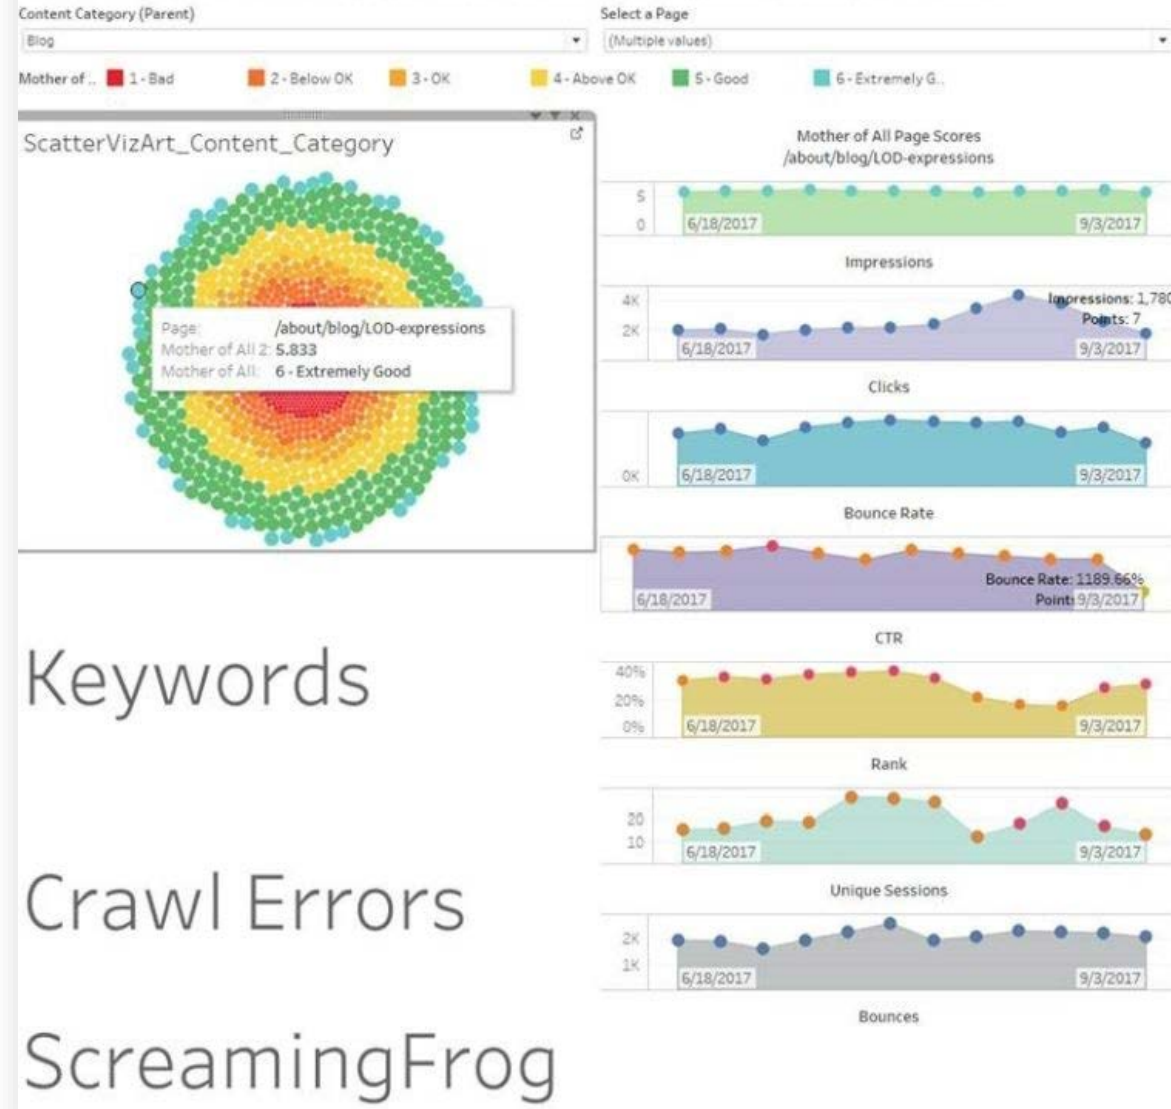 Content Category (Parent)
Select a Page
Blog
(Multiple values)
Mother of ..
1 - Bad
2 - Below OK
3 - OK
4 - Above OK
5 - Good
6 - Extremely G..
ScatterVizArt_Content_Category
Page: /about/blog/LOD-expressions
Mother of All 2: 5.833
Mother of All: 6 - Extremely Good
Keywords
Crawl Errors
ScreamingFrog
Mother of All Page Scores
/about/blog/LOD-expressions
5
0
6/18/2017
9/3/2017
Impressions
4K
2K
Impressions: 1,780
Points: 7
6/18/2017
9/3/2017
Clicks
0K
6/18/2017
9/3/2017
Bounce Rate
Bounce Rate: 1189.66%
Points
6/18/2017
9/3/2017
CTR
40%
20%
0%
6/18/2017
9/3/2017
Rank
20
10
6/18/2017
9/3/2017
Unique Sessions
2K
1K
6/18/2017
9/3/2017
Bounces